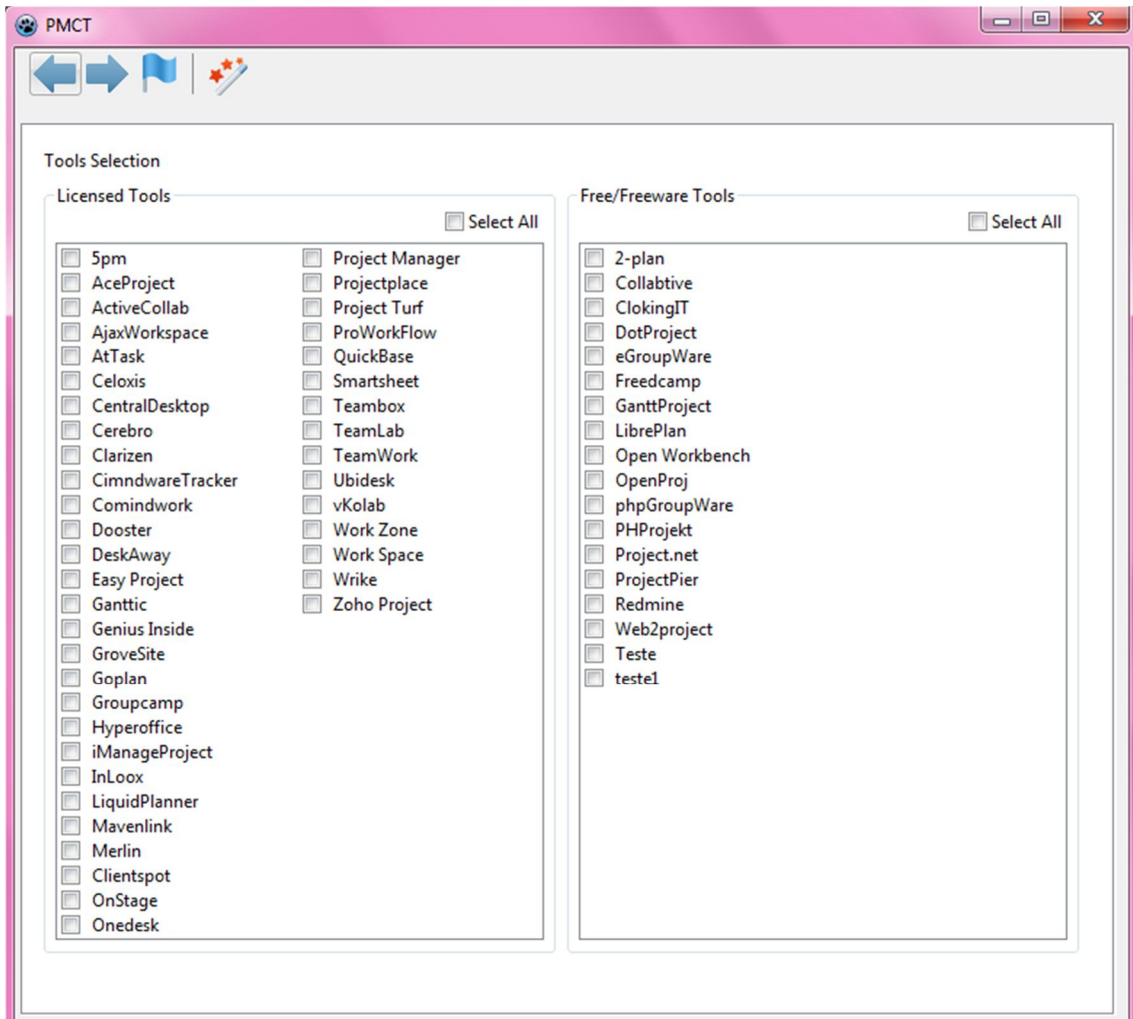 PMCT
Tools Selection
Licensed Tools
Select All
5pm
AceProject
ActiveCollab
AjaxWorkspace
AtTask
Celoxis
CentralDesktop
Cerebro
Clarizen
CimndwareTracker
Comindwork
Dooster
DeskAway
Easy Project
Ganttic
Genius Inside
GroveSite
Goplan
Groupcamp
Hyperoffice
iManageProject
InLoox
LiquidPlanner
Mavenlink
Merlin
Clientspot
OnStage
Onedesk
Project Manager
Projectplace
Project Turf
ProWorkFlow
QuickBase
Smartsheet
Teambox
TeamLab
TeamWork
Ubidesk
vKolab
Work Zone
Work Space
Wrike
Zoho Project
Free/Freeware Tools
Select All
2-plan
Collabtive
ClokingIT
DotProject
eGroupWare
Freedcamp
GanttProject
LibrePlan
Open Workbench
OpenProj
phpGroupWare
PHProjekt
Project.net
ProjectPier
Redmine
Web2project
Teste
teste1